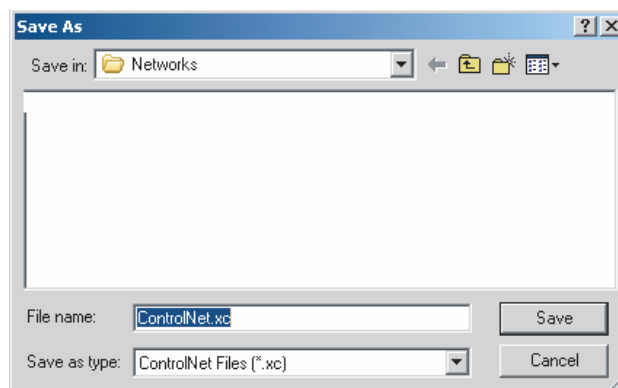 Save As
Save in: Networks
File name: ControlNet.xc
Save
Save as type: ControlNet Files (*.xc)
Cancel